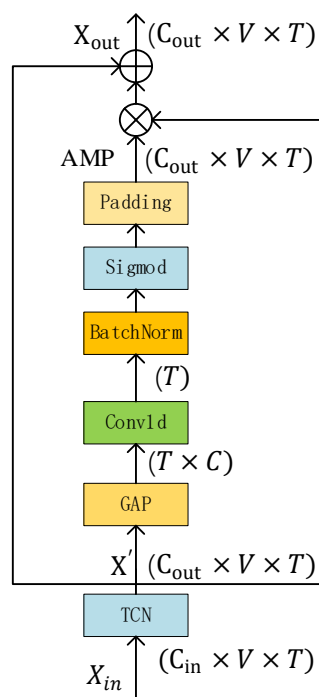 X_out (C_out × V × T)
AMP (C_out × V × T)
Padding
Sigmod
BatchNorm
(T)
Conv1d
(T × C)
GAP
X′ (C_out × V × T)
TCN
X_in (C_in × V × T)